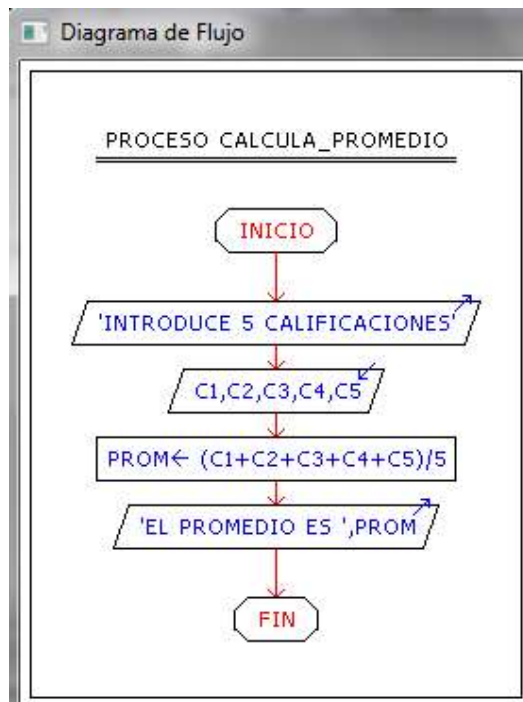 Diagrama de Flujo
PROCESO CALCULA_PROMEDIO
INICIO
'INTRODUCE 5 CALIFICACIONES'
C1,C2,C3,C4,C5
PROM← (C1+C2+C3+C4+C5)/5
'EL PROMEDIO ES ',PROM
FIN